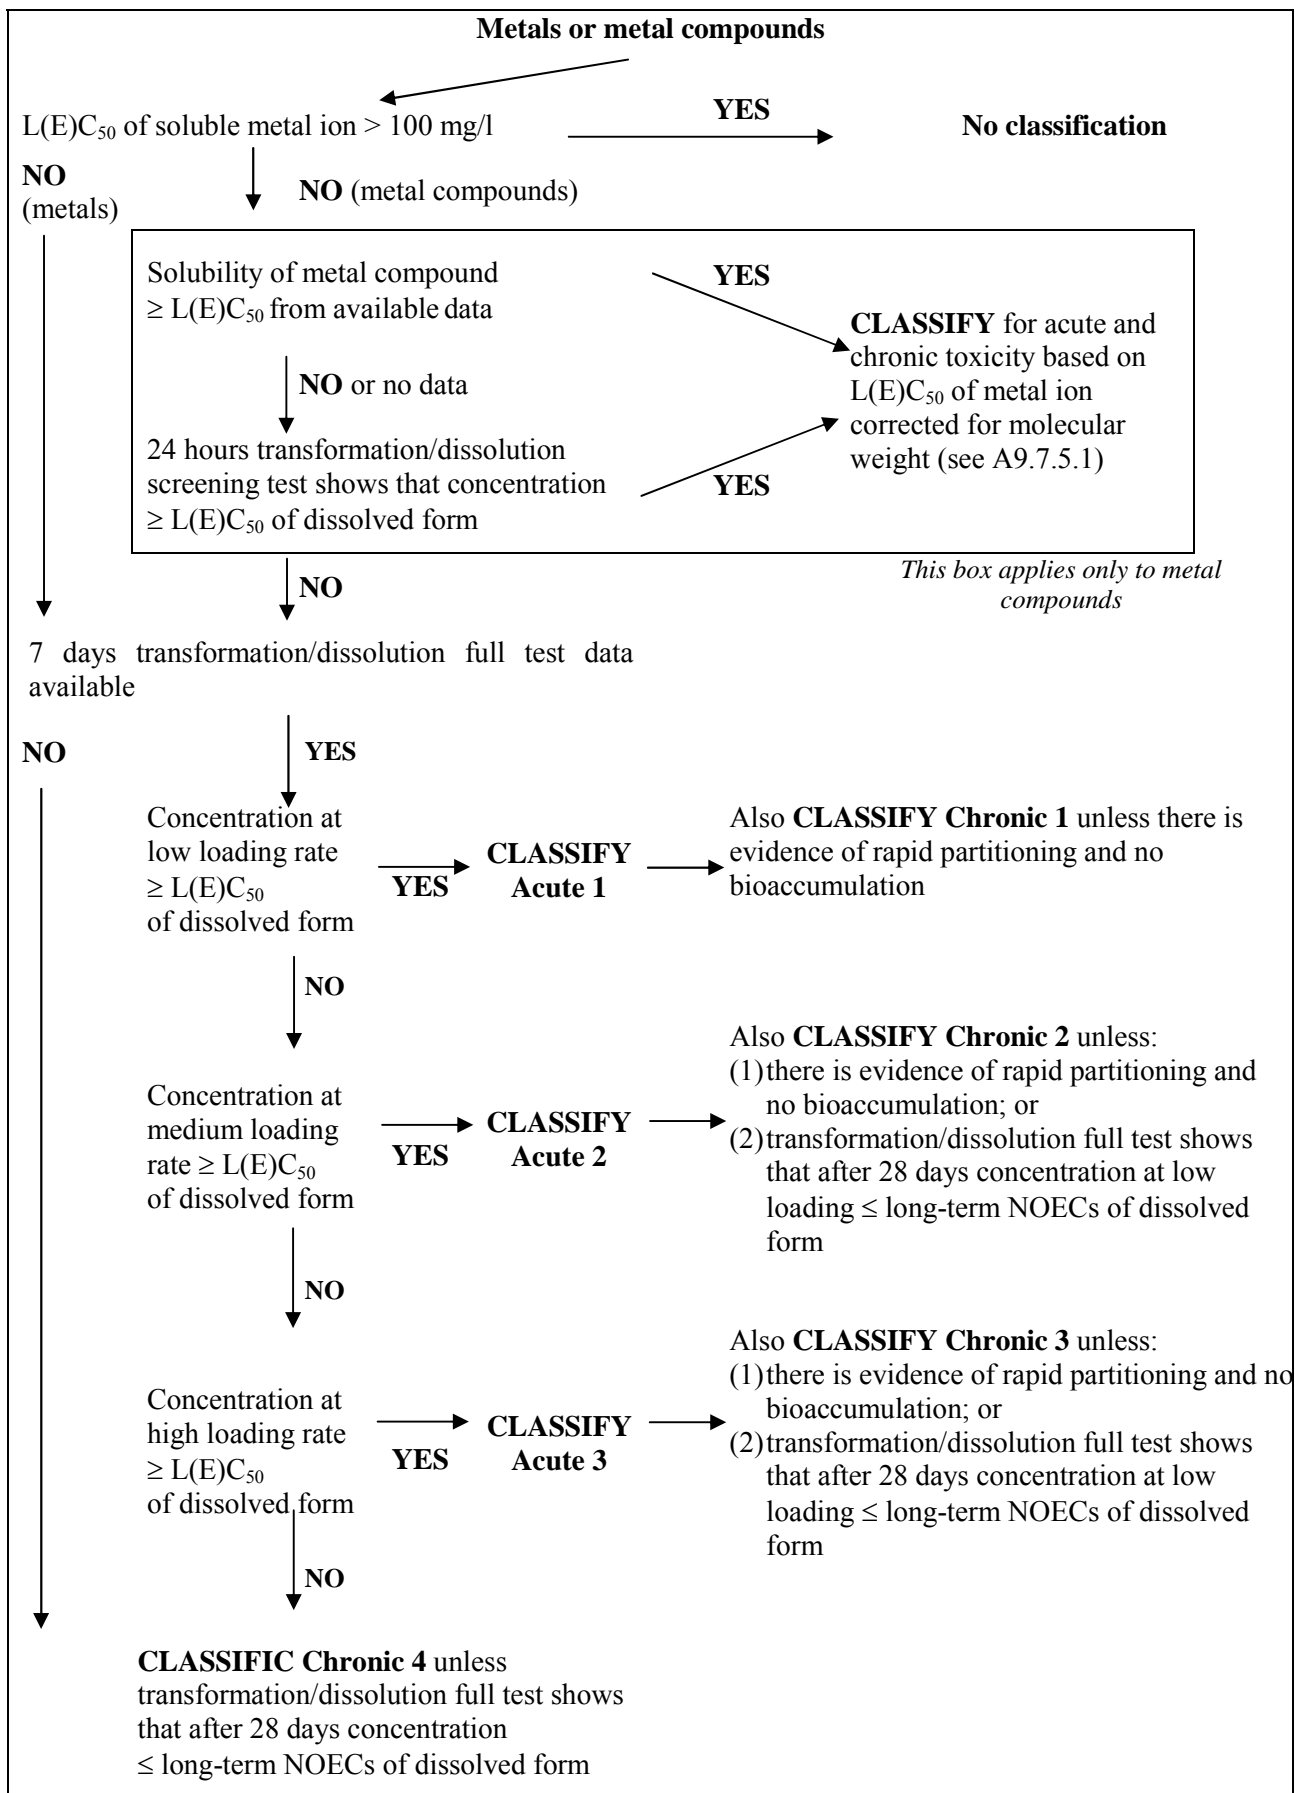 Metals or metal compounds
L(E)C₅₀ of soluble metal ion > 100 mg/l
YES
No classification
NO
(metals)
NO (metal compounds)
Solubility of metal compound
≥ L(E)C₅₀ from available data
YES
CLASSIFY for acute and
chronic toxicity based on
L(E)C₅₀ of metal ion
corrected for molecular
weight (see A9.7.5.1)
NO or no data
24 hours transformation/dissolution
screening test shows that concentration
≥ L(E)C₅₀ of dissolved form
YES
This box applies only to metal
compounds
NO
7 days transformation/dissolution full test data
available
NO
YES
Concentration at
low loading rate
≥ L(E)C₅₀
of dissolved form
YES
CLASSIFY
Acute 1
Also CLASSIFY Chronic 1 unless there is
evidence of rapid partitioning and no
bioaccumulation
NO
Concentration at
medium loading
rate ≥ L(E)C₅₀
of dissolved form
YES
CLASSIFY
Acute 2
Also CLASSIFY Chronic 2 unless:
(1) there is evidence of rapid partitioning and
no bioaccumulation; or
(2) transformation/dissolution full test shows
that after 28 days concentration at low
loading ≤ long-term NOECs of dissolved
form
NO
Concentration at
high loading rate
≥ L(E)C₅₀
of dissolved form
YES
CLASSIFY
Acute 3
Also CLASSIFY Chronic 3 unless:
(1) there is evidence of rapid partitioning and no
bioaccumulation; or
(2) transformation/dissolution full test shows
that after 28 days concentration at low
loading ≤ long-term NOECs of dissolved
form
NO
CLASSIFIC Chronic 4 unless
transformation/dissolution full test shows
that after 28 days concentration
≤ long-term NOECs of dissolved form